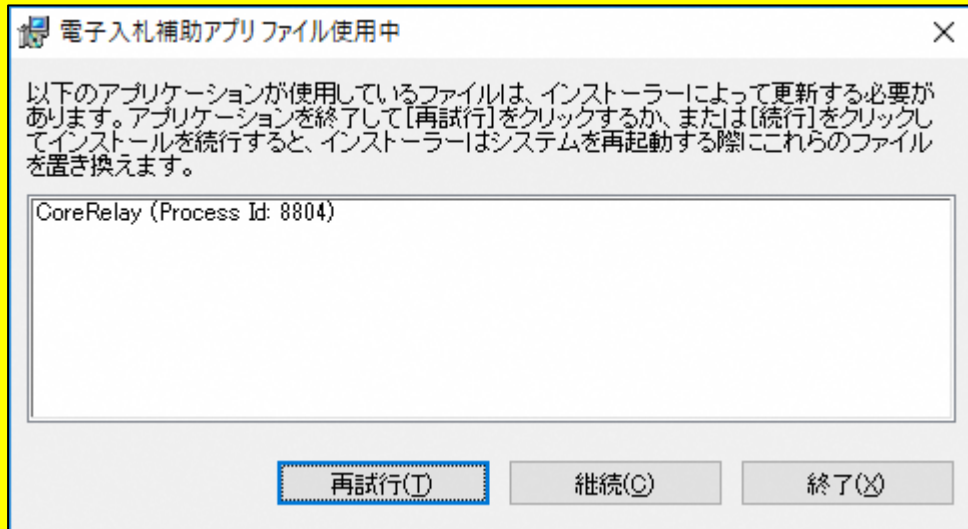 電子入札補助アプリ ファイル使用中
以下のアプリケーションが使用しているファイルは、インストーラーによって更新する必要が
あります。アプリケーションを終了して[再試行]をクリックするか、または[続行]をクリックし
てインストールを続行すると、インストーラーはシステムを再起動する際にこれらのファイル
を置き換えます。
CoreRelay (Process Id: 8804)
再試行(T)
継続(C)
終了(X)